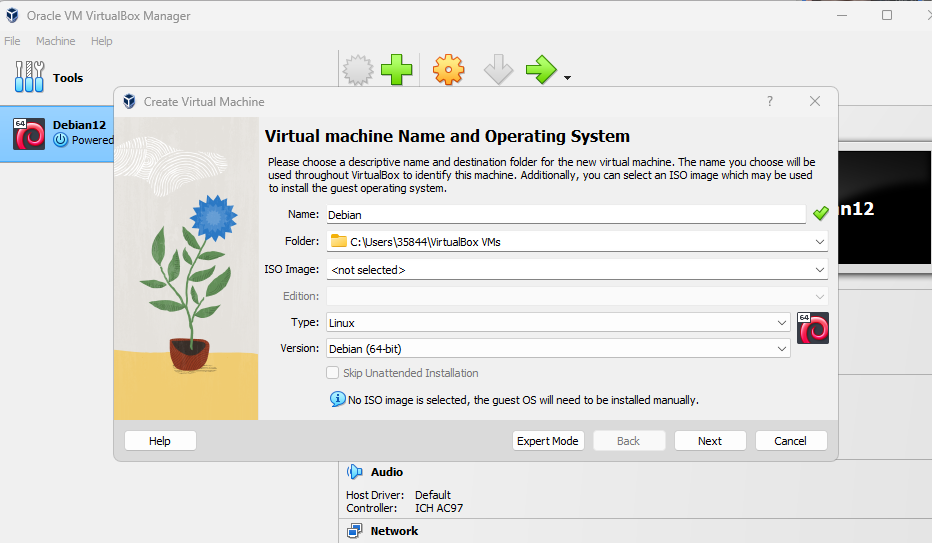 Oracle VM VirtualBox Manager
File Machine Help
Tools
64
Debian12
Powered
Create Virtual Machine ?
Virtual machine Name and Operating System
Please choose a descriptive name and destination folder for the new virtual machine. The name you choose will be
used throughout VirtualBox to identify this machine. Additionally, you can select an ISO image which may be used
to install the guest operating system.
Name: Debian
Folder: C:\Users\35844\VirtualBox VMs
ISO Image: <not selected>
Edition:
Type: Linux
64
Version: Debian (64-bit)
Skip Unattended Installation
No ISO image is selected, the guest OS will need to be installed manually.
Help Expert Mode Back Next Cancel
n12
Audio
Host Driver: Default
Controller: ICH AC97
Network